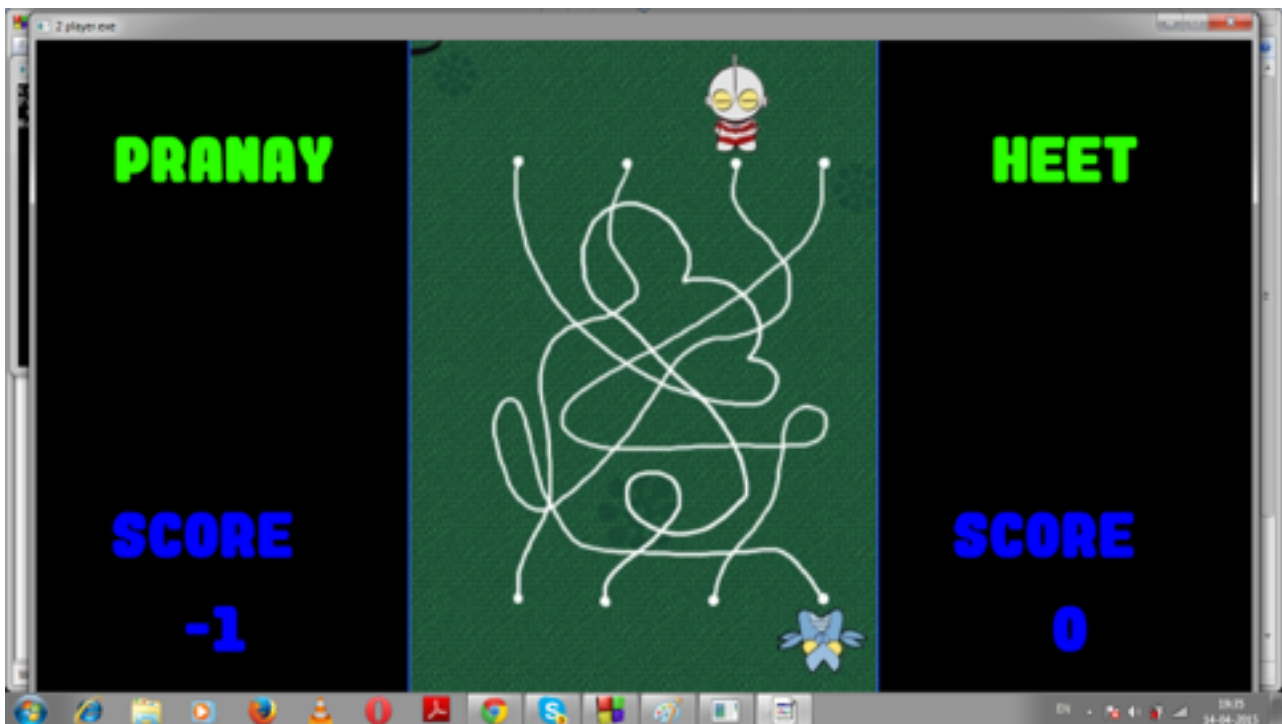 2 player.exe
PRANAY
HEET
SCORE
-1
SCORE
0
EN
19:35
14-04-2015